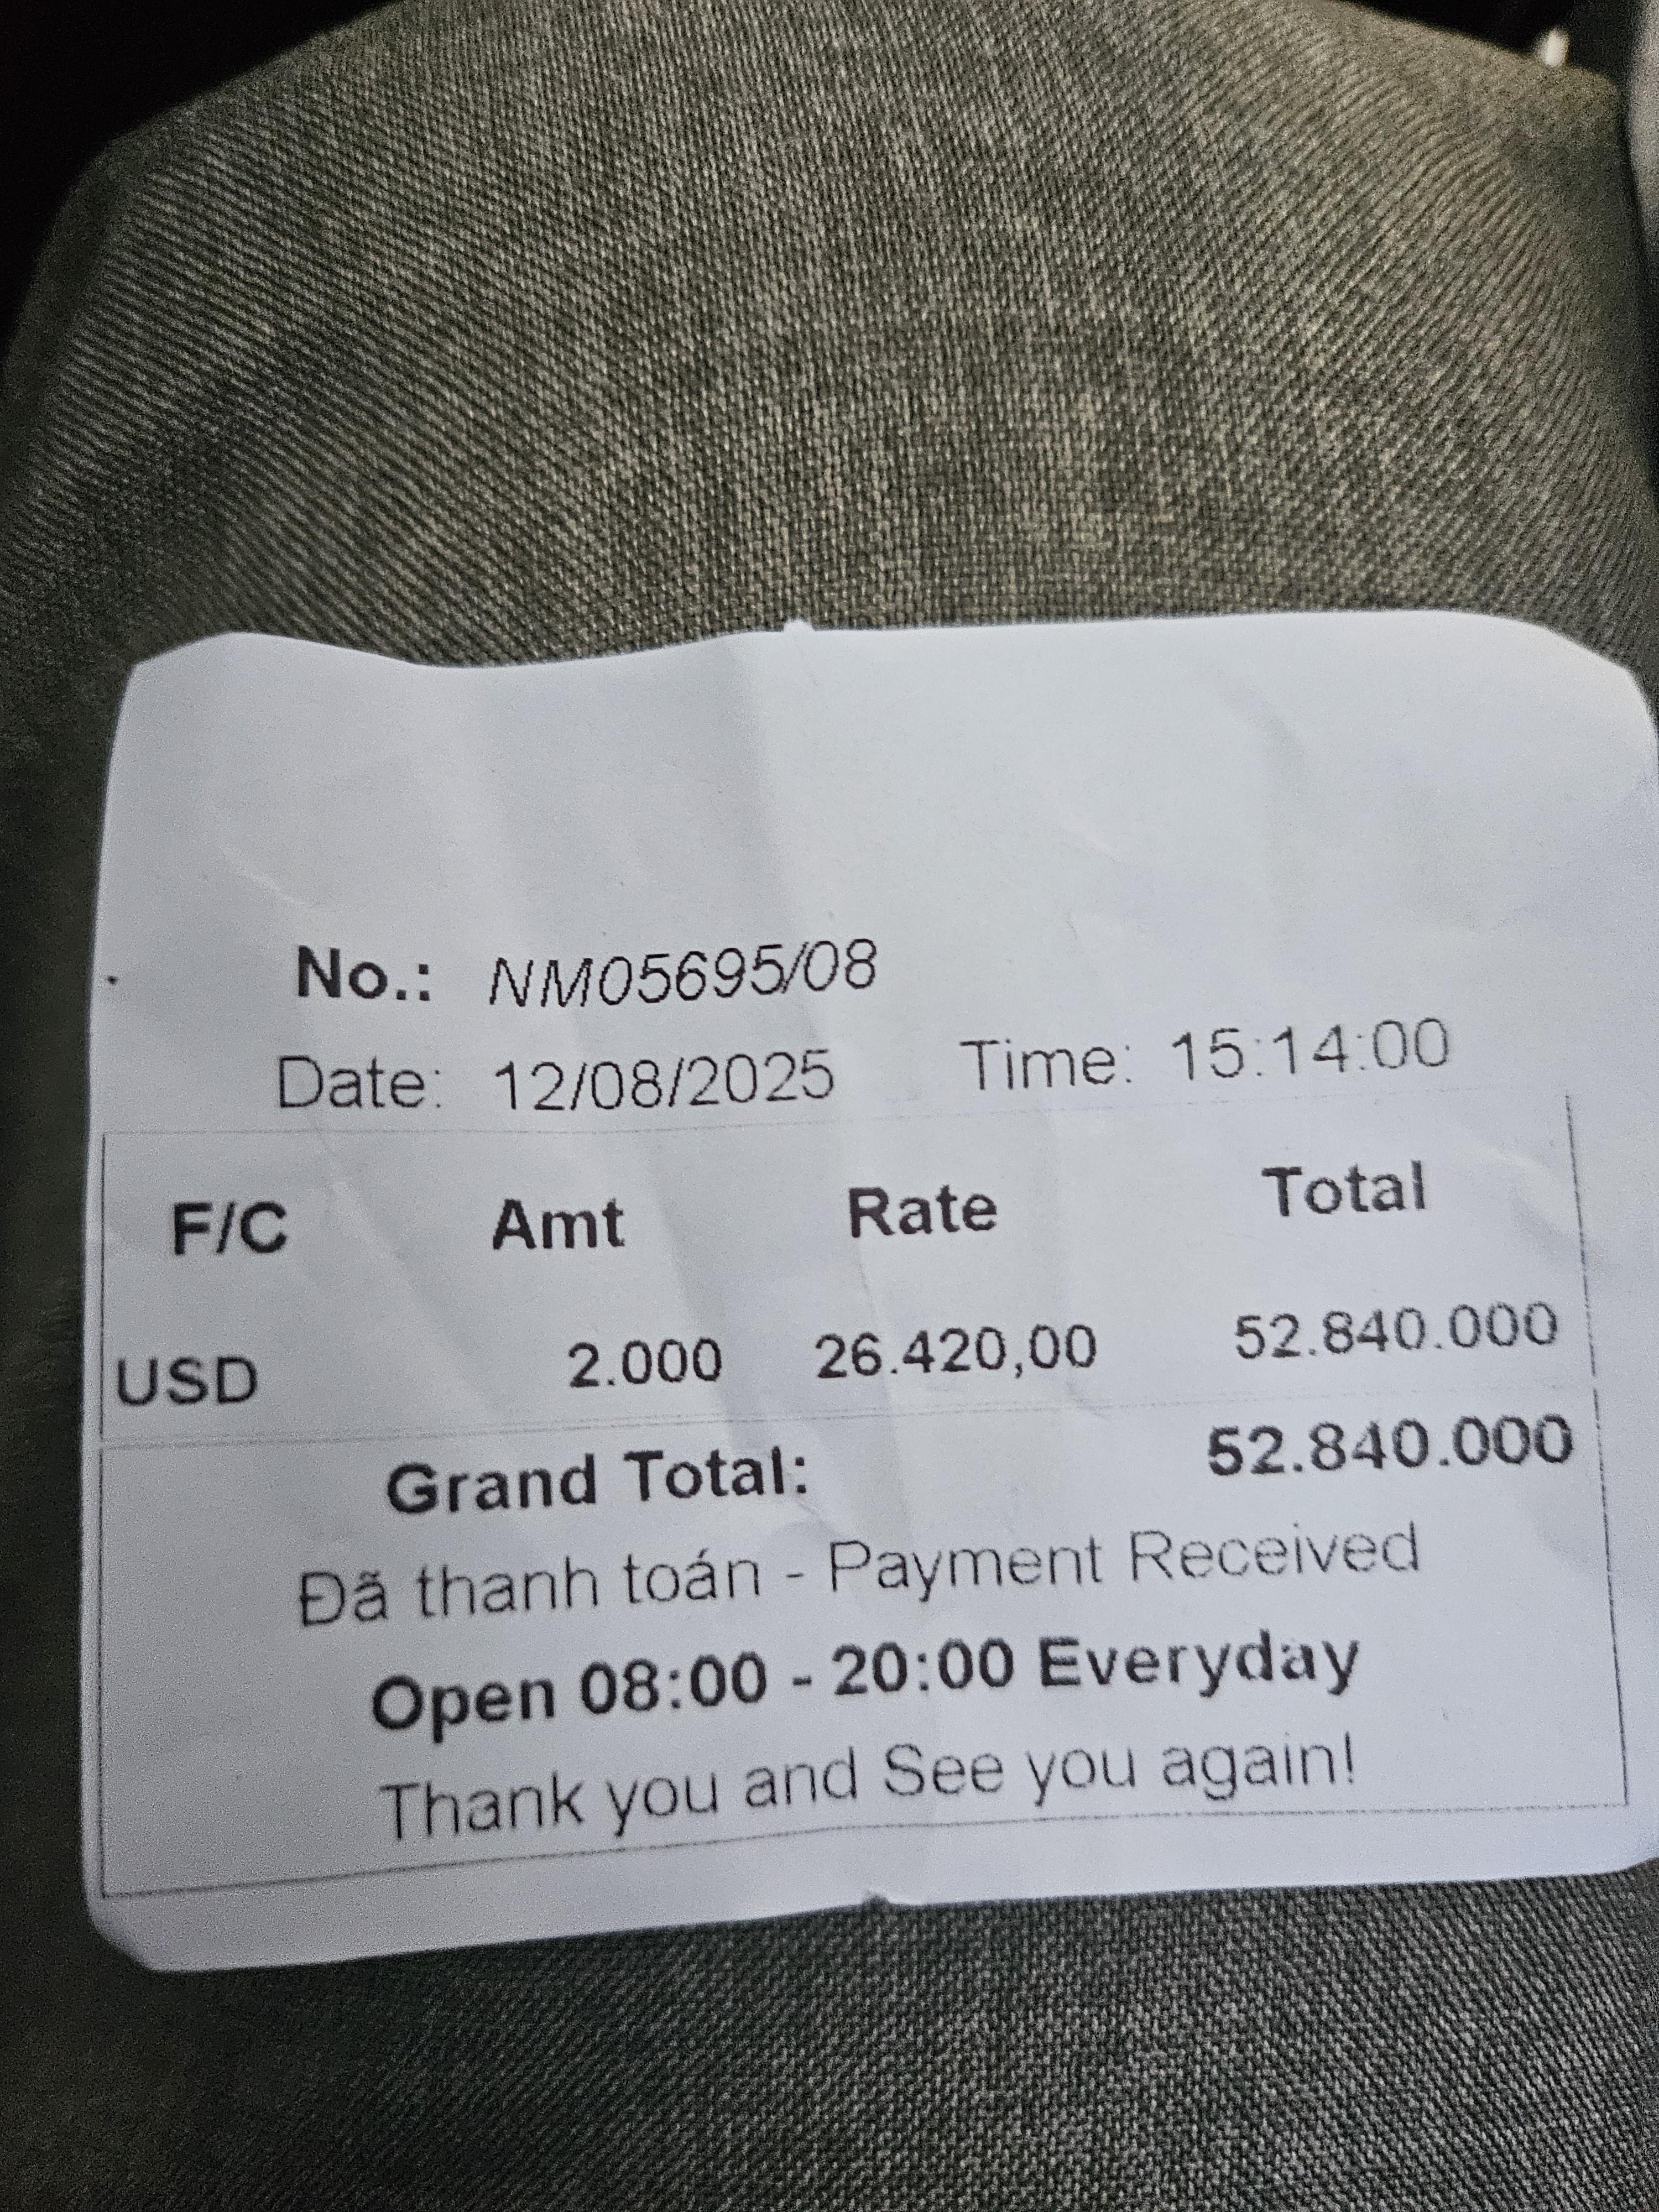 No.: NM05695/08
Date: 12/08/2025 Time: 15:14:00
F/C Amt Rate Total
USD 2.000 26.420,00 52.840.000
Grand Total: 52.840.000
Đã thanh toán - Payment Received
Open 08:00 - 20:00 Everyday
Thank you and See you again!